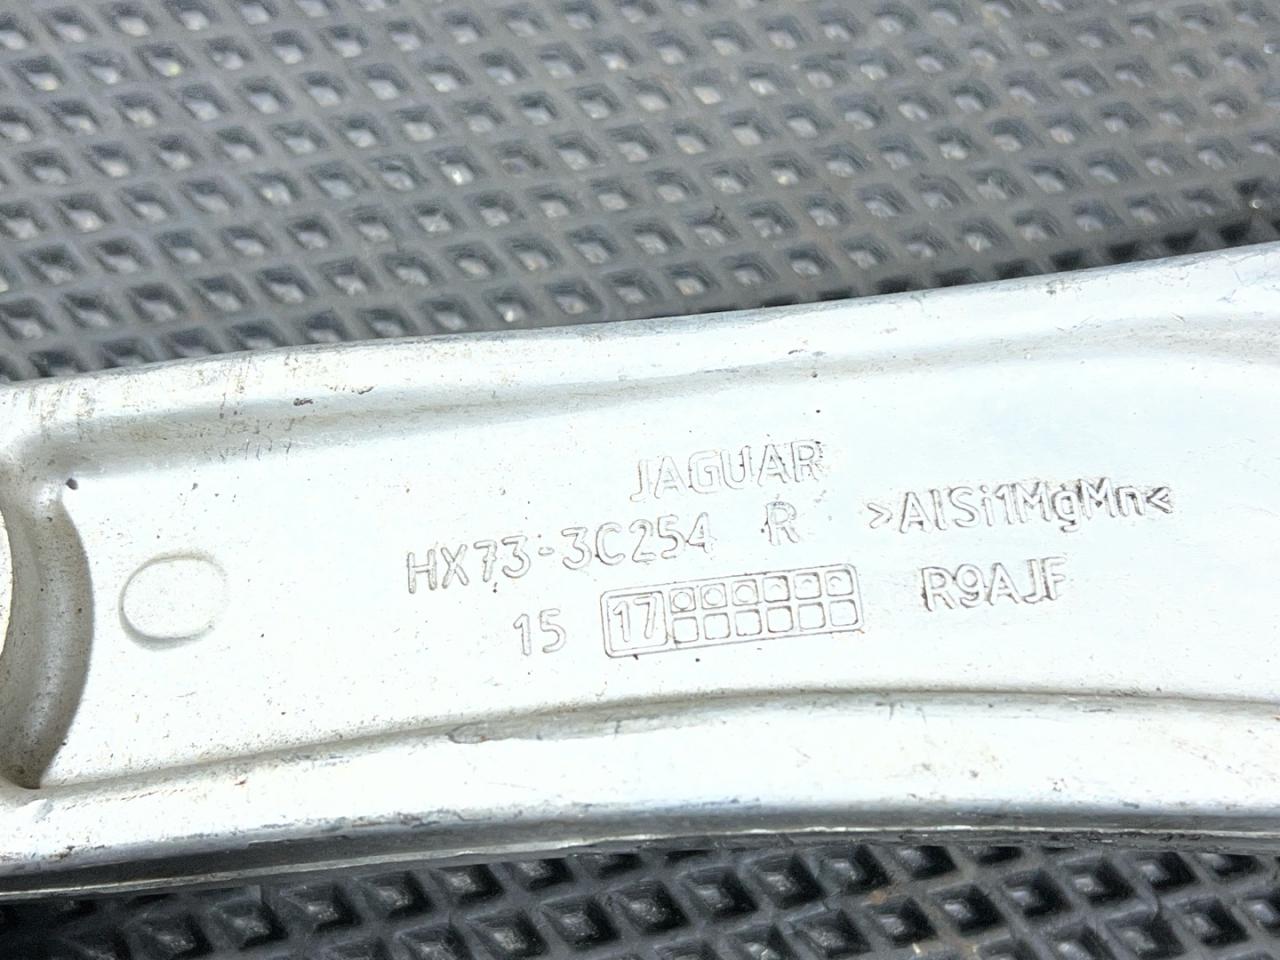 JAGUAR
HX73-3C254 R >AlSi1MgMn<
15 17 R9AJF